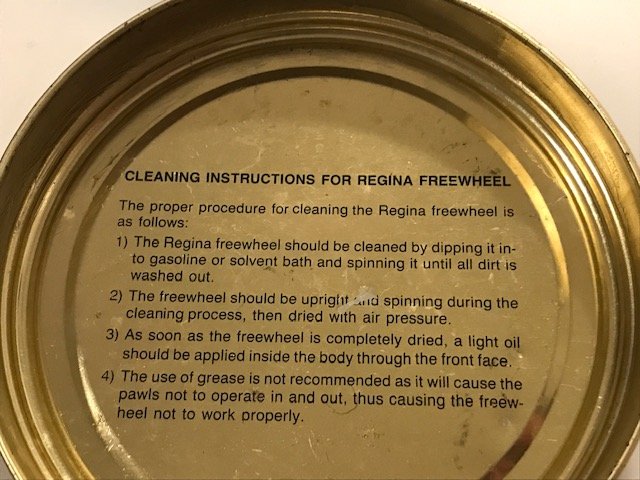 CLEANING INSTRUCTIONS FOR REGINA FREEWHEEL
The proper procedure for cleaning the Regina freewheel is
as follows:
1) The Regina freewheel should be cleaned by dipping it in-
to gasoline or solvent bath and spinning it until all dirt is
washed out.
2) The freewheel should be upright and spinning during the
cleaning process, then dried with air pressure.
3) As soon as the freewheel is completely dried, a light oil
should be applied inside the body through the front face.
4) The use of grease is not recommended as it will cause the
pawls not to operate in and out, thus causing the freew-
heel not to work properly.